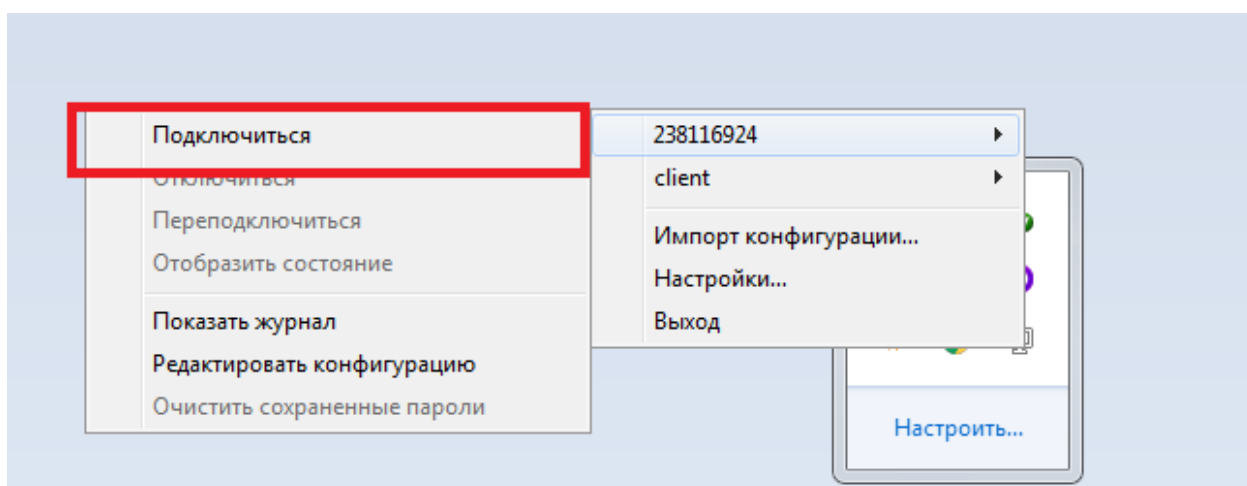 Подключиться
Отключиться
Переподключиться
Отобразить состояние
Показать журнал
Редактировать конфигурацию
Очистить сохраненные пароли
238116924
client
Импорт конфигурации...
Настройки...
Выход
Настроить...